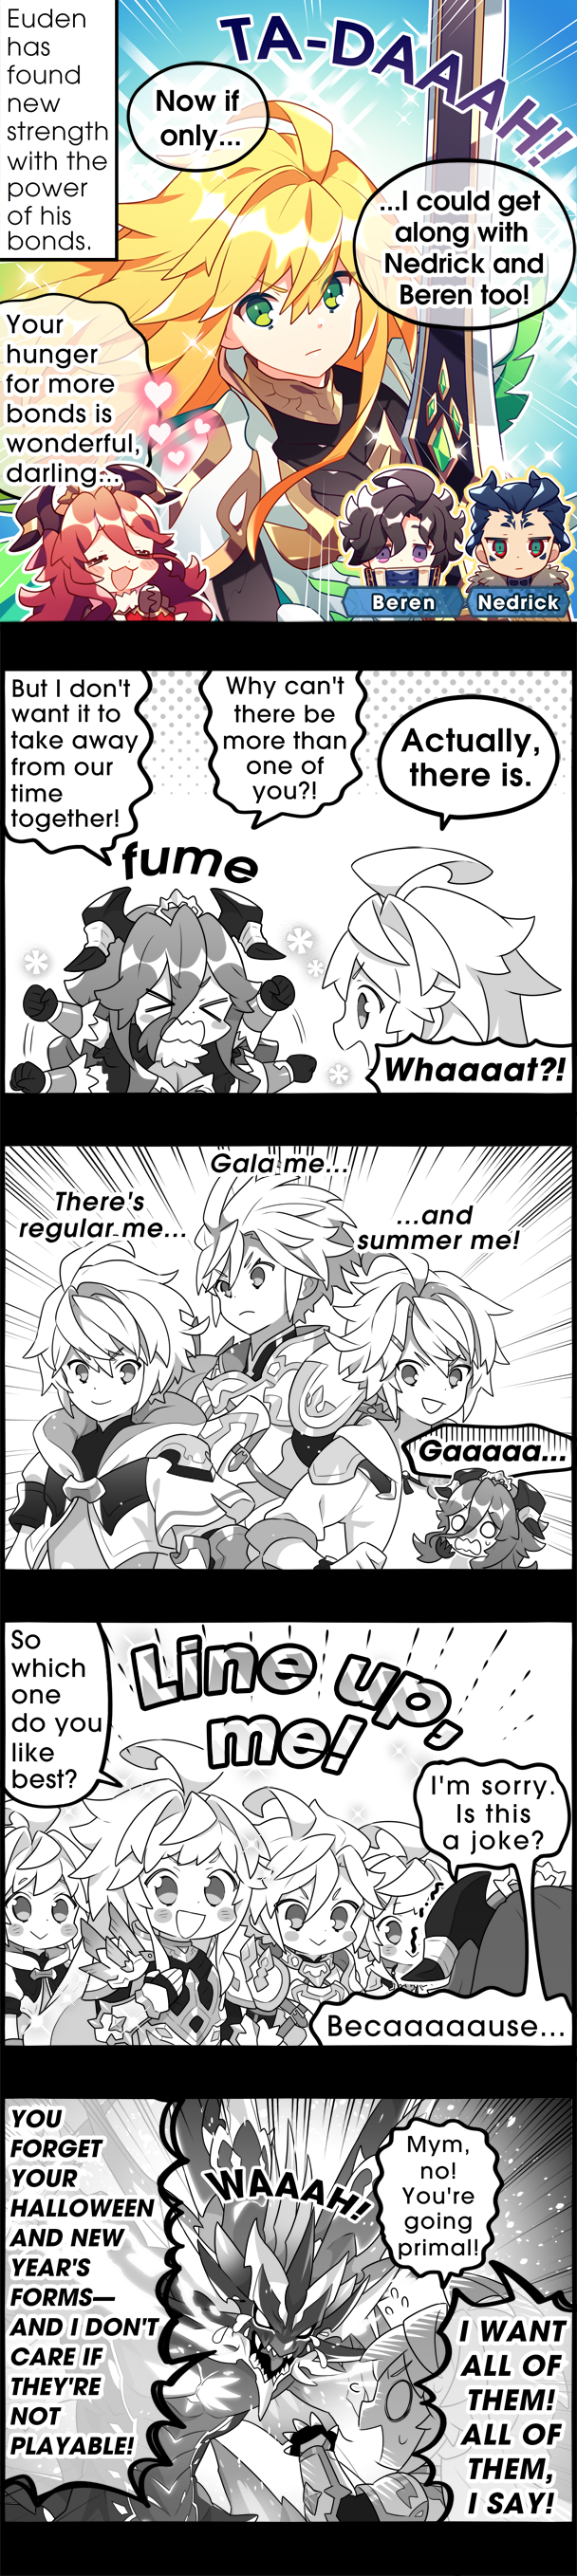 Euden
has
found
new
strength
with the
power
of his
bonds.
TA-DAAAH!
Now if
only...
...I could get
along with
Nedrick and
Beren too!
Your
hunger
for more
bonds is
wonderful,
darling...
Beren
Nedrick
But I don't
want it to
take away
from our
time
together!
Why can't
there be
more than
one of
you?!
Actually,
there is.
fume
Whaaaat?!
Gala me...
There's
regular me...
...and
summer me!
Gaaaaa...
So
which
one
do you
like
best?
Line up,
me!
I'm sorry.
Is this
a joke?
Becaaaaause...
YOU
FORGET
YOUR
HALLOWEEN
AND NEW
YEAR'S
FORMS—
AND I DON'T
CARE IF
THEY'RE
NOT
PLAYABLE!
WAAAH!
Mym,
no!
You're
going
primal!
I WANT
ALL OF
THEM!
ALL OF
THEM,
I SAY!